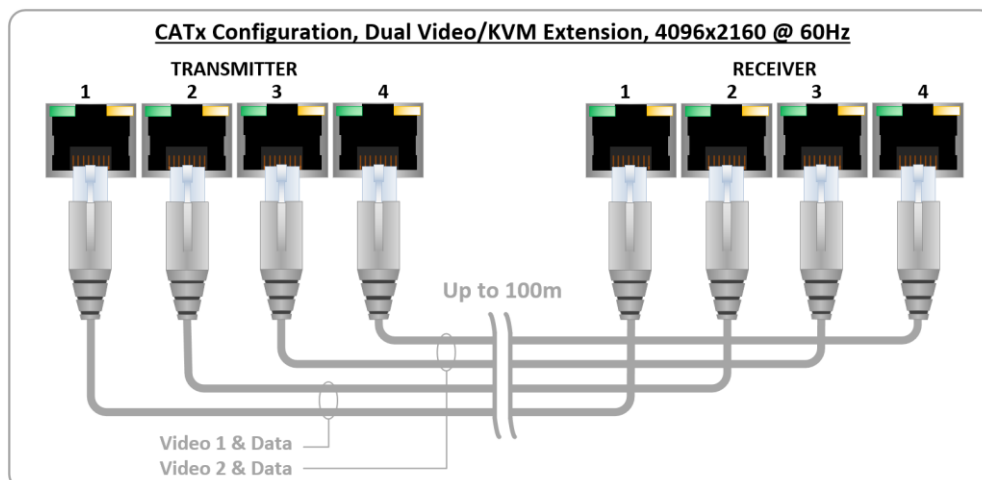 CATx Configuration, Dual Video/KVM Extension, 4096x2160 @ 60Hz
TRANSMITTER
1 2 3 4
RECEIVER
1 2 3 4
Up to 100m
Video 1 & Data
Video 2 & Data